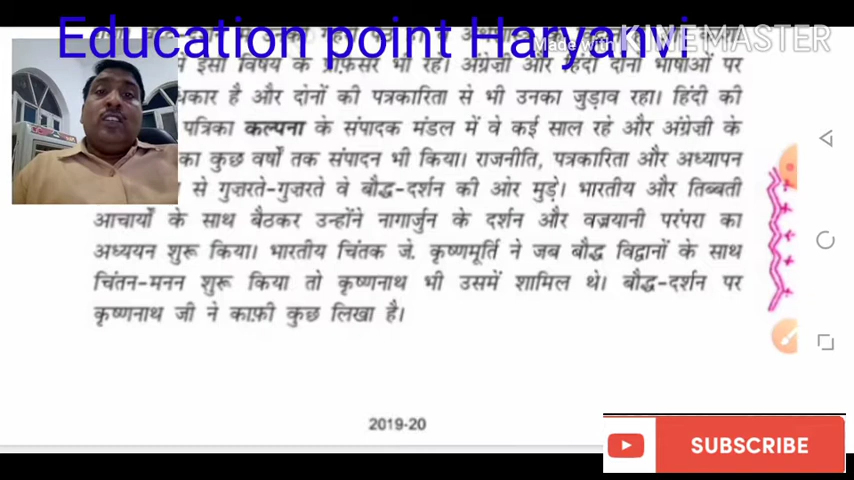 Education point Haryanvi
Made with KINEMASTER
से इसी विषय के प्रोफ़ेसर भी रहे। अंग्रेज़ी और हिंदी दोनों भाषाओं पर
धकार है और दोनों की पत्रकारिता से भी उनका जुड़ाव रहा। हिंदी की
पत्रिका कल्पना के संपादक मंडल में वे कई साल रहे और अंग्रेज़ी के
का कुछ वर्षों तक संपादन भी किया। राजनीति, पत्रकारिता और अध्यापन
से गुज़रते-गुज़रते वे बौद्ध-दर्शन की ओर मुड़े। भारतीय और तिब्बती
आचार्यों के साथ बैठकर उन्होंने नागार्जुन के दर्शन और वज्रयानी परंपरा का
अध्ययन शुरू किया। भारतीय चिंतक जे. कृष्णमूर्ति ने जब बौद्ध विद्वानों के साथ
चिंतन-मनन शुरू किया तो कृष्णनाथ भी उसमें शामिल थे। बौद्ध-दर्शन पर
कृष्णनाथ जी ने काफ़ी कुछ लिखा है।
2019-20
SUBSCRIBE